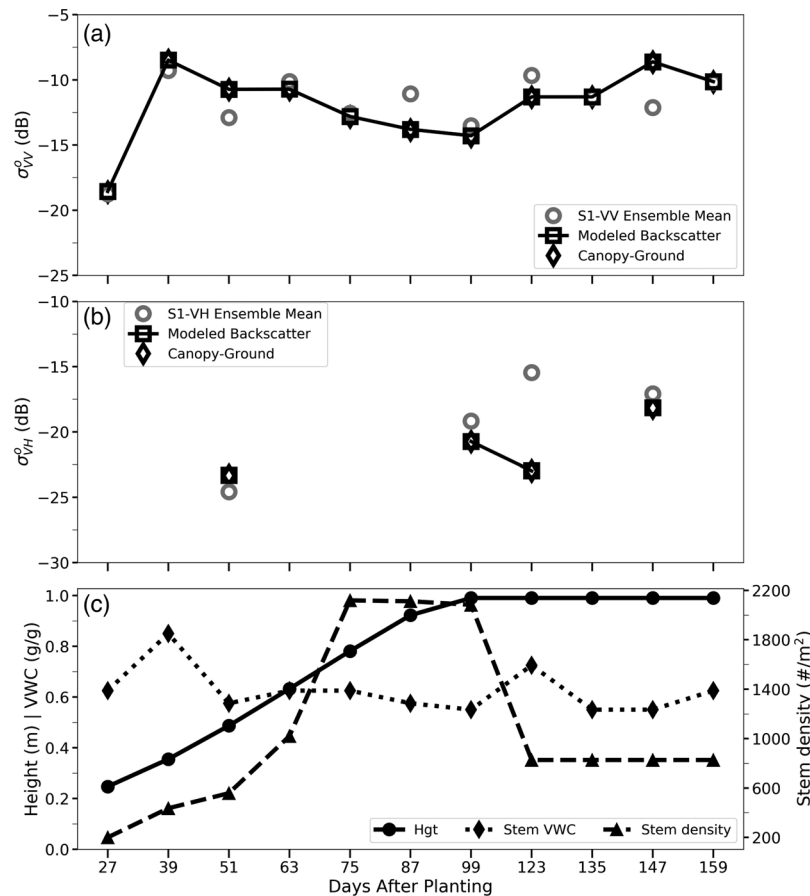 (a)
−5
−10
−15
−20
−25
σ°VV (dB)
S1-VV Ensemble Mean
Modeled Backscatter
Canopy-Ground
(b)
−10
−15
−20
−25
−30
σ°VH (dB)
S1-VH Ensemble Mean
Modeled Backscatter
Canopy-Ground
(c)
1.0
0.8
0.6
0.4
0.2
0.0
Height (m) | VWC (g/g)
2200
1800
1400
1000
600
200
Stem density (#/m²)
Hgt Stem VWC Stem density
27 39 51 63 75 87 99 123 135 147 159
Days After Planting